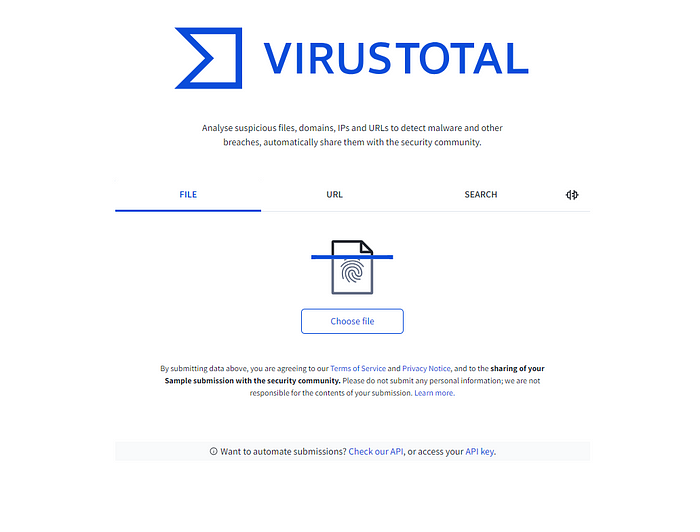 VIRUSTOTAL
Analyse suspicious files, domains, IPs and URLs to detect malware and other
breaches, automatically share them with the security community.
FILE
URL
SEARCH
Choose file
By submitting data above, you are agreeing to our Terms of Service and Privacy Notice, and to the sharing of your
Sample submission with the security community. Please do not submit any personal information; we are not
responsible for the contents of your submission. Learn more.
Want to automate submissions? Check our API, or access your API key.